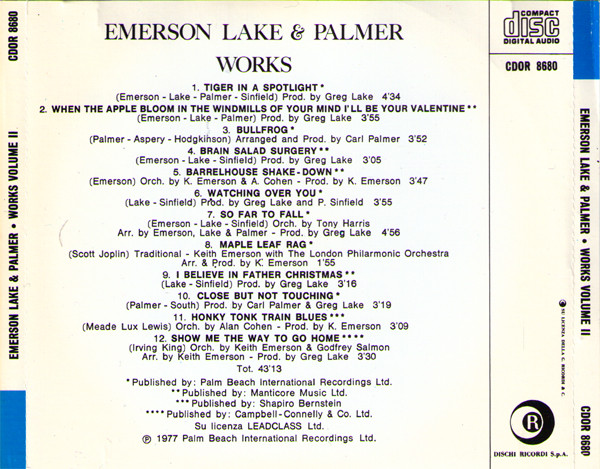 CDOR 8680
EMERSON LAKE & PALMER • WORKS VOLUME II
EMERSON LAKE & PALMER
WORKS
1. TIGER IN A SPOTLIGHT *
(Emerson - Lake - Palmer - Sinfield) Prod. by Greg Lake 4'34
2. WHEN THE APPLE BLOOM IN THE WINDMILLS OF YOUR MIND I'LL BE YOUR VALENTINE **
(Emerson - Lake - Palmer) Prod. by Greg Lake 3'55
3. BULLFROG *
(Palmer - Aspery - Hodgkinson) Arranged and Prod. by Carl Palmer 3'52
4. BRAIN SALAD SURGERY **
(Emerson - Lake - Sinfield) Prod. by Greg Lake 3'05
5. BARRELHOUSE SHAKE-DOWN **
(Emerson) Orch. by K. Emerson & A. Cohen - Prod. by K. Emerson 3'47
6. WATCHING OVER YOU *
(Lake - Sinfield) Prod. by Greg Lake and P. Sinfield 3'55
7. SO FAR TO FALL *
(Emerson - Lake - Sinfield) Orch. by Tony Harris
Arr. by Emerson, Lake & Palmer - Prod. by Greg Lake 4'56
8. MAPLE LEAF RAG *
(Scott Joplin) Traditional - Keith Emerson with The London Philarmonic Orchestra
Arr. & Prod. by K. Emerson 1'55
9. I BELIEVE IN FATHER CHRISTMAS **
(Lake - Sinfield) Prod. by Greg Lake 3'16
10. CLOSE BUT NOT TOUCHING *
(Palmer - South) Prod. by Carl Palmer & Greg Lake 3'19
11. HONKY TONK TRAIN BLUES ***
(Meade Lux Lewis) Orch. by Alan Cohen - Prod. by K. Emerson 3'09
12. SHOW ME THE WAY TO GO HOME ****
(Irving King) Orch. by Keith Emerson & Godfrey Salmon
Arr. by Keith Emerson - Prod. by Greg Lake 3'30
Tot. 43'13
* Published by: Palm Beach International Recordings Ltd.
** Published by: Manticore Music Ltd.
*** Published by: Shapiro Bernstein
**** Published by: Campbell-Connelly & Co. Ltd.
Su licenza LEADCLASS Ltd.
℗ 1977 Palm Beach International Recordings Ltd.
COMPACT
disc
DIGITAL AUDIO
CDOR 8680
SU LICENZA DELLA G. RICORDI & C.
R
DISCHI RICORDI S.p.A.
EMERSON LAKE & PALMER • WORKS VOLUME II
CDOR 8680